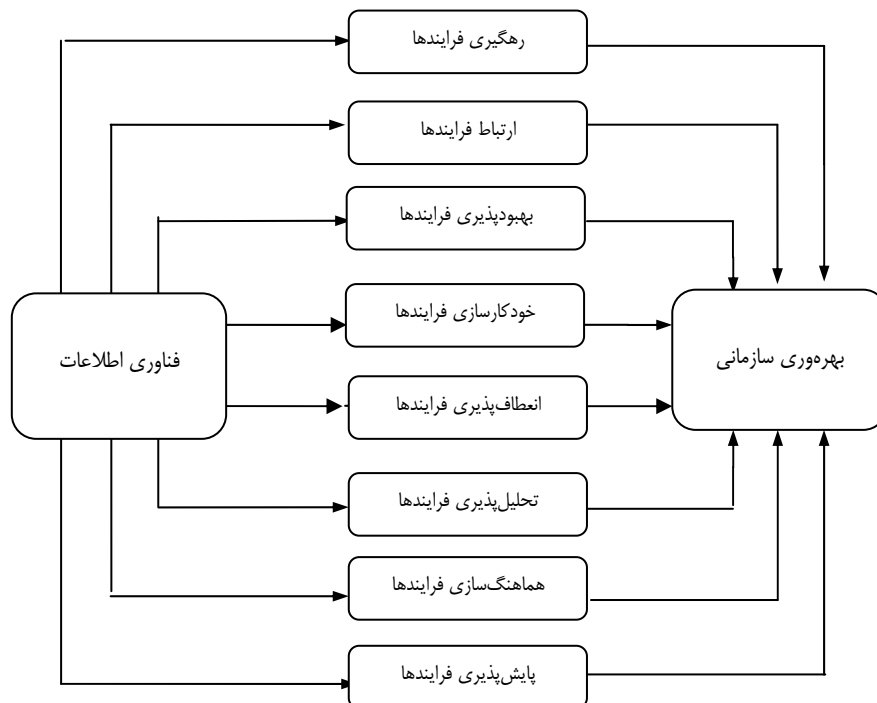 رهگیری فرایندها
ارتباط فرایندها
بهبودپذیری فرایندها
خودکارسازی فرایندها
فناوری اطلاعات
بهره‌وری سازمانی
انعطاف‌پذیری فرایندها
تحلیل‌پذیری فرایندها
هماهنگ‌سازی فرایندها
پایش‌پذیری فرایندها